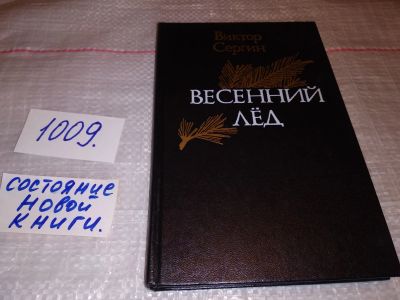 Виктор
Сергин
ВЕСЕННИЙ
ЛЁД
1009.
состояние
новой
книги.